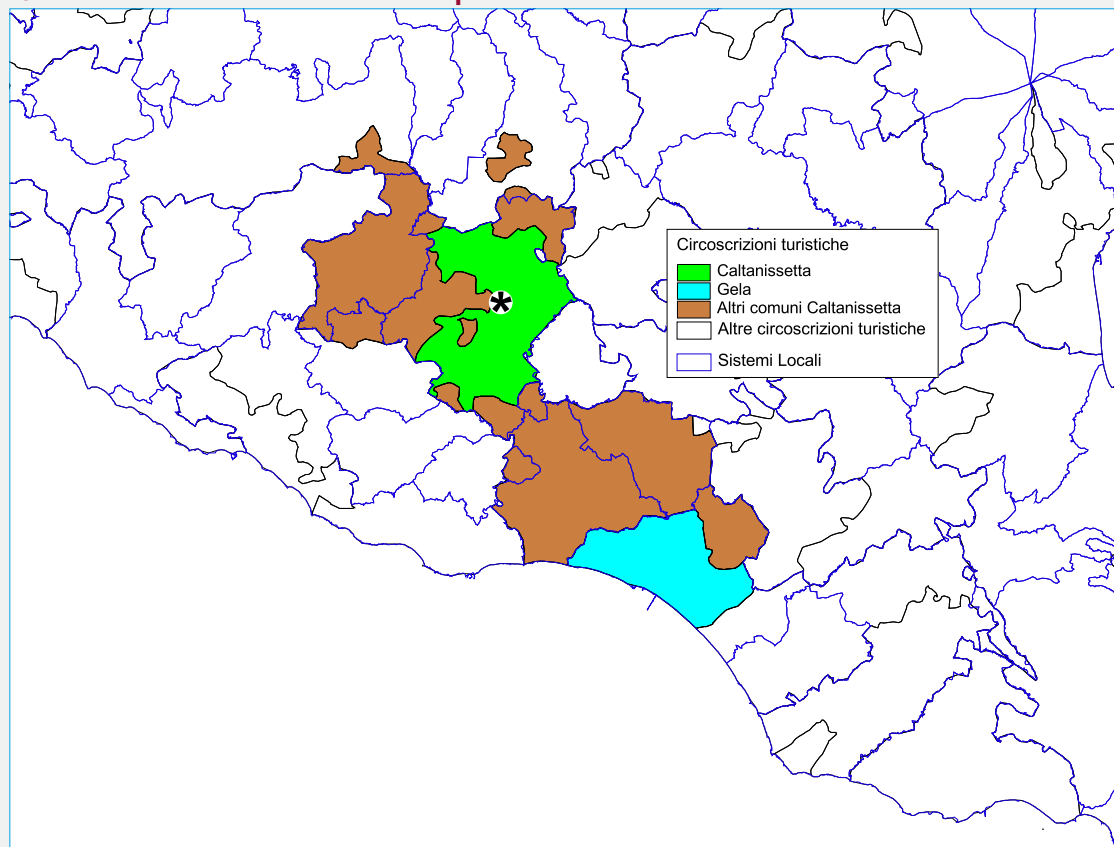 Circoscrizioni turistiche
Caltanissetta
Gela
Altri comuni Caltanissetta
Altre circoscrizioni turistiche
Sistemi Locali
*